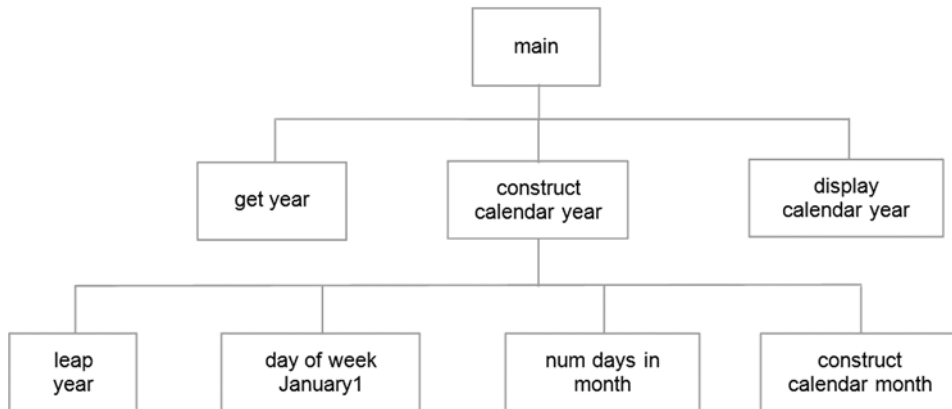 main
get year
construct
calendar year
display
calendar year
leap
year
day of week
January1
num days in
month
construct
calendar month